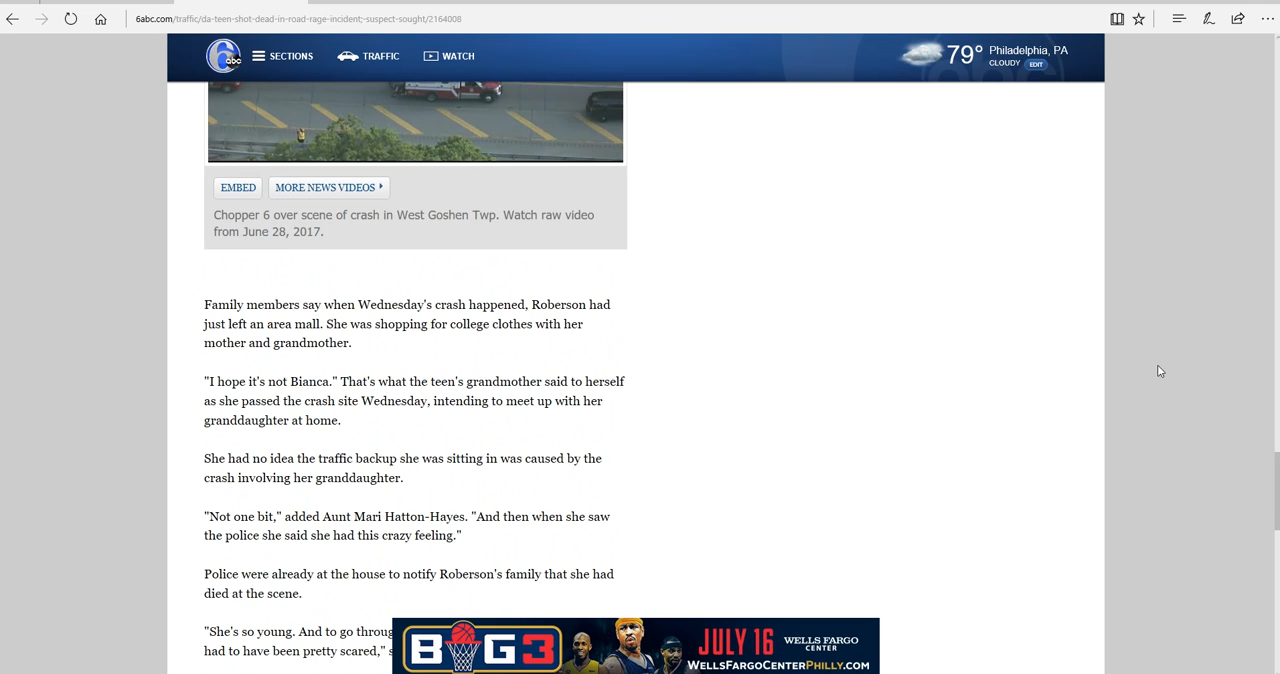 6abc.com/traffic/da-teen-shot-dead-in-road-rage-incident;-suspect-sought/2164008
6
abc
SECTIONS
TRAFFIC
WATCH
79°
Philadelphia, PA
CLOUDY
EDIT
EMBED
MORE NEWS VIDEOS
Chopper 6 over scene of crash in West Goshen Twp. Watch raw video
from June 28, 2017.
Family members say when Wednesday's crash happened, Roberson had
just left an area mall. She was shopping for college clothes with her
mother and grandmother.
"I hope it's not Bianca." That's what the teen's grandmother said to herself
as she passed the crash site Wednesday, intending to meet up with her
granddaughter at home.
She had no idea the traffic backup she was sitting in was caused by the
crash involving her granddaughter.
"Not one bit," added Aunt Mari Hatton-Hayes. "And then when she saw
the police she said she had this crazy feeling."
Police were already at the house to notify Roberson's family that she had
died at the scene.
"She's so young. And to go throug
had to have been pretty scared," s
BIG3
JULY 16
WELLS FARGO
CENTER
WELLSFARGOCENTERPHILLY.COM